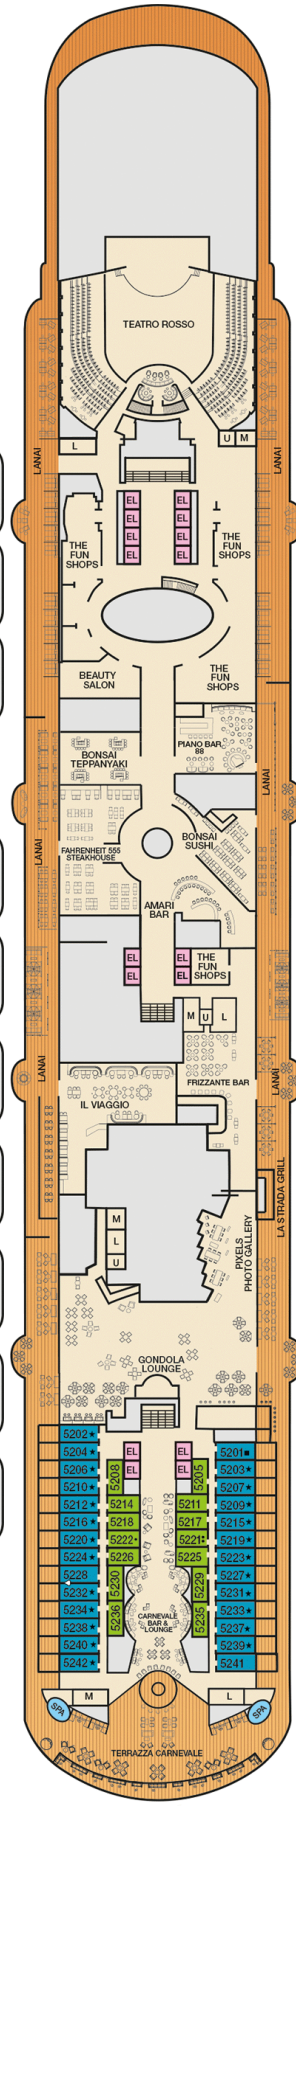 TEATRO ROSSO
L
U M
LANAI
LANAI
EL EL
EL EL
EL EL
EL EL
THE
FUN
SHOPS
THE
FUN
SHOPS
BEAUTY
SALON
THE
FUN
SHOPS
BONSAI
TEPPANYAKI
PIANO BAR
88
LANAI
LANAI
FAHRENHEIT 555
STEAKHOUSE
BONSAI
SUSHI
AMARI
BAR
EL EL
EL EL
THE
FUN
SHOPS
M U L
LANAI
LANAI
FRIZZANTE BAR
IL VIAGGIO
M
L
U
LA STRADA GRILL
PIXELS
PHOTO GALLERY
GONDOLA
LOUNGE
5202★
5204★ EL EL 5201■
5206★ 5208 EL EL 5205 5203★
5210★ 5207★
5212★ 5214 5211 5209★
5216★ 5218 5217 5215★
5220★ 5222• 5221• 5219★
5224★ 5226 5225 5223★
5228 5230 5229 5227★
5232★ 5231★
5234★ 5236 5235 5233★
5238★ 5237★
5240★ 5239★
5242★ 5241
CARNEVALE
BAR &
LOUNGE
M L
SPA SPA
TERRAZZA CARNEVALE